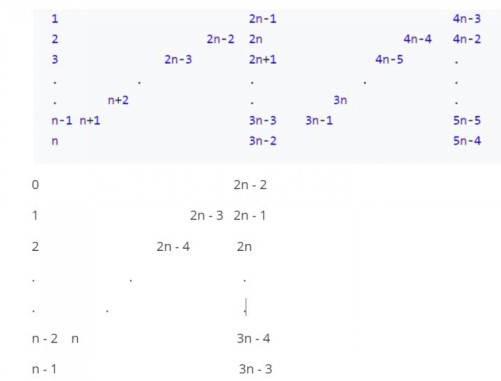 1 2n-1 4n-3
2 2n-2 2n 4n-4 4n-2
3 2n-3 2n+1 4n-5 .
. . . . .
. n+2 . 3n .
n-1 n+1 3n-3 3n-1 5n-5
n 3n-2 5n-4
0 2n - 2
1 2n - 3 2n - 1
2 2n - 4 2n
. . .
. . .
n - 2 n 3n - 4
n - 1 3n - 3